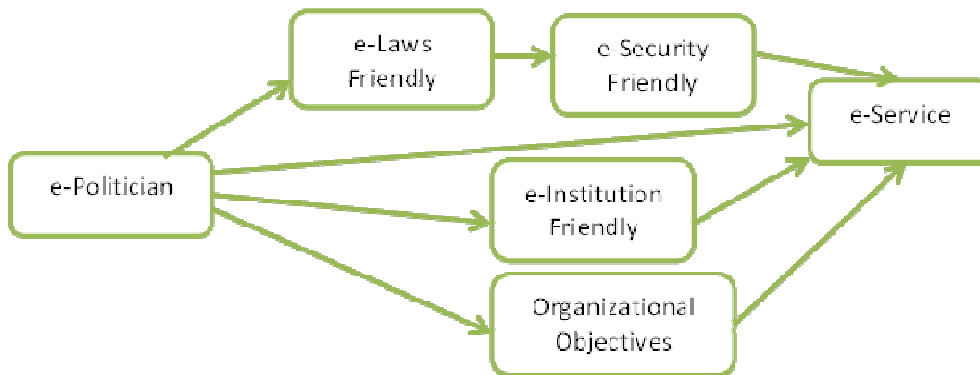 e-Laws
Friendly
e-Security
Friendly
e-Service
e-Politician
e-Institution
Friendly
Organizational
Objectives